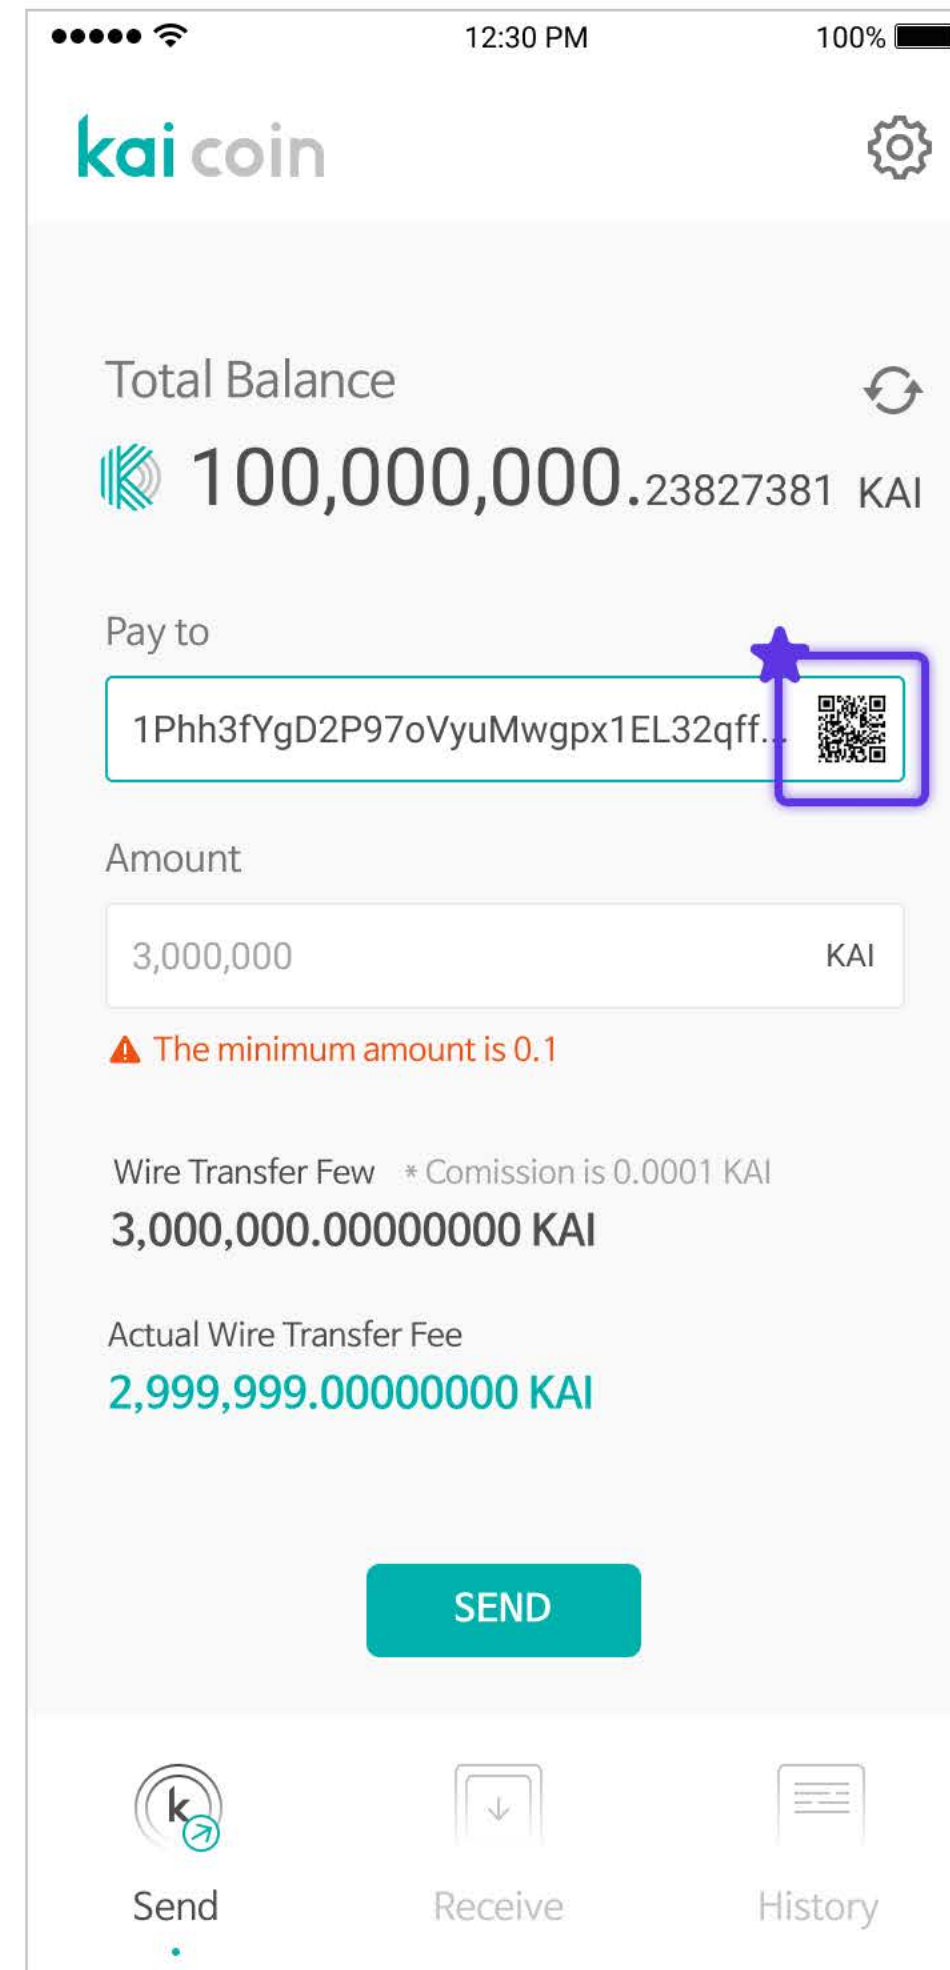 12:30 PM 100%
kai coin
Total Balance
100,000,000.23827381 KAI
Pay to
1Phh3fYgD2P97oVyuMwgpx1EL32qff...
Amount
3,000,000 KAI
The minimum amount is 0.1
Wire Transfer Few * Comission is 0.0001 KAI
3,000,000.00000000 KAI
Actual Wire Transfer Fee
2,999,999.00000000 KAI
SEND
k
Send Receive History